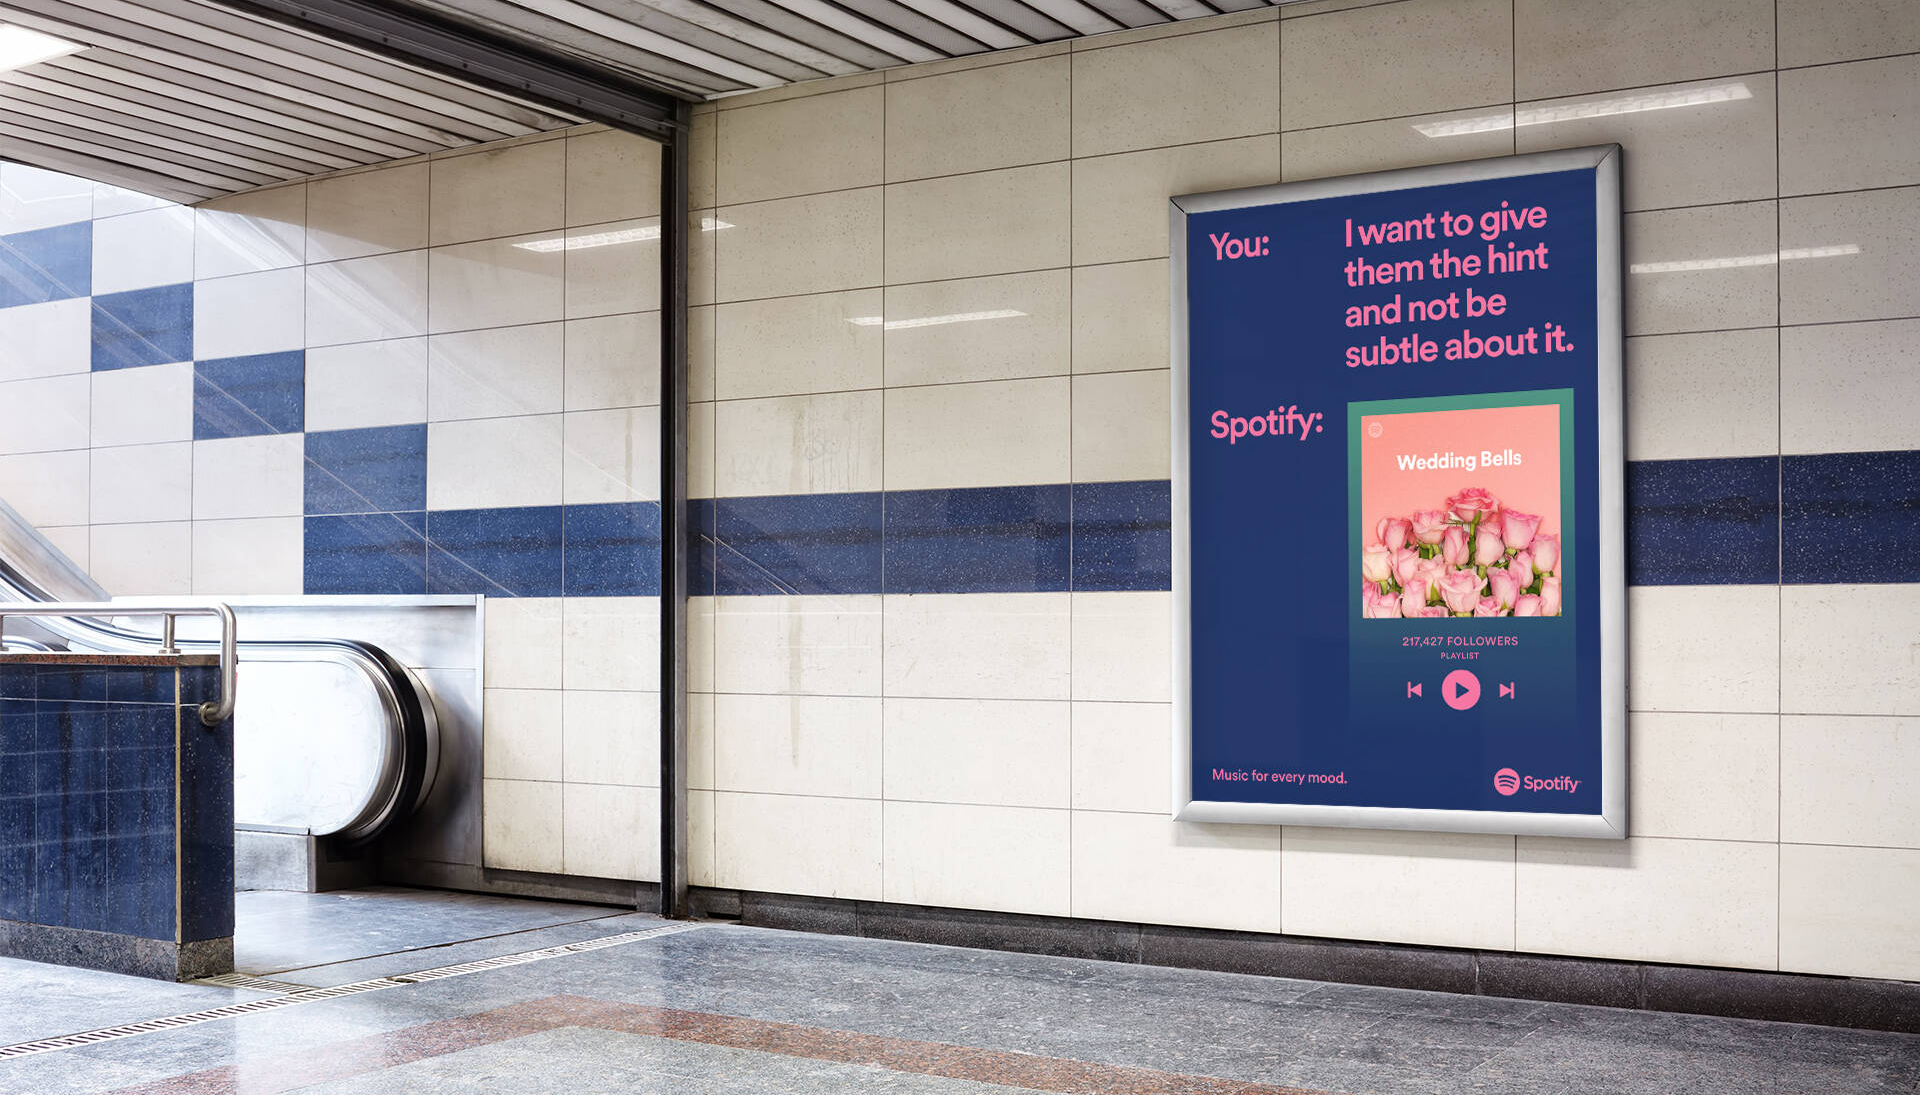 You:
I want to give
them the hint
and not be
subtle about it.
Spotify:
Wedding Bells
217,427 FOLLOWERS
PLAYLIST
Music for every mood.
Spotify